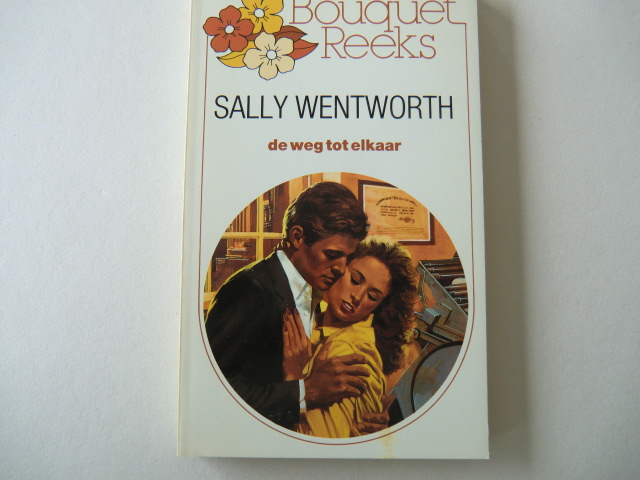 Bouquet
Reeks
SALLY WENTWORTH
de weg tot elkaar